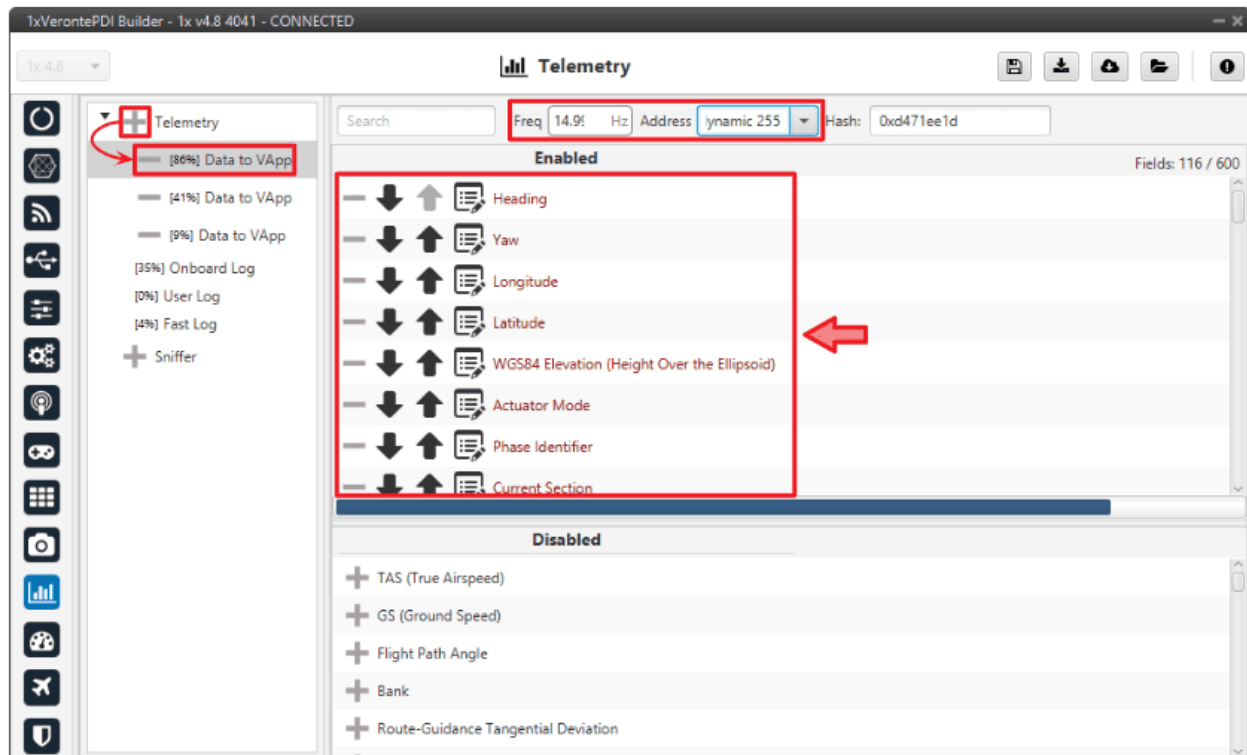 1xVerontePDI Builder - 1x v4.8 4041 - CONNECTED
1x 4.8
Telemetry
Telemetry
[86%] Data to VApp
[41%] Data to VApp
[9%] Data to VApp
[35%] Onboard Log
[0%] User Log
[4%] Fast Log
Sniffer
Search
Freq 14.99 Hz Address ynamic 255 Hash: 0xd471ee1d
Enabled
Fields: 116 / 600
Heading
Yaw
Longitude
Latitude
WGS84 Elevation (Height Over the Ellipsoid)
Actuator Mode
Phase Identifier
Current Section
Disabled
TAS (True Airspeed)
GS (Ground Speed)
Flight Path Angle
Bank
Route-Guidance Tangential Deviation